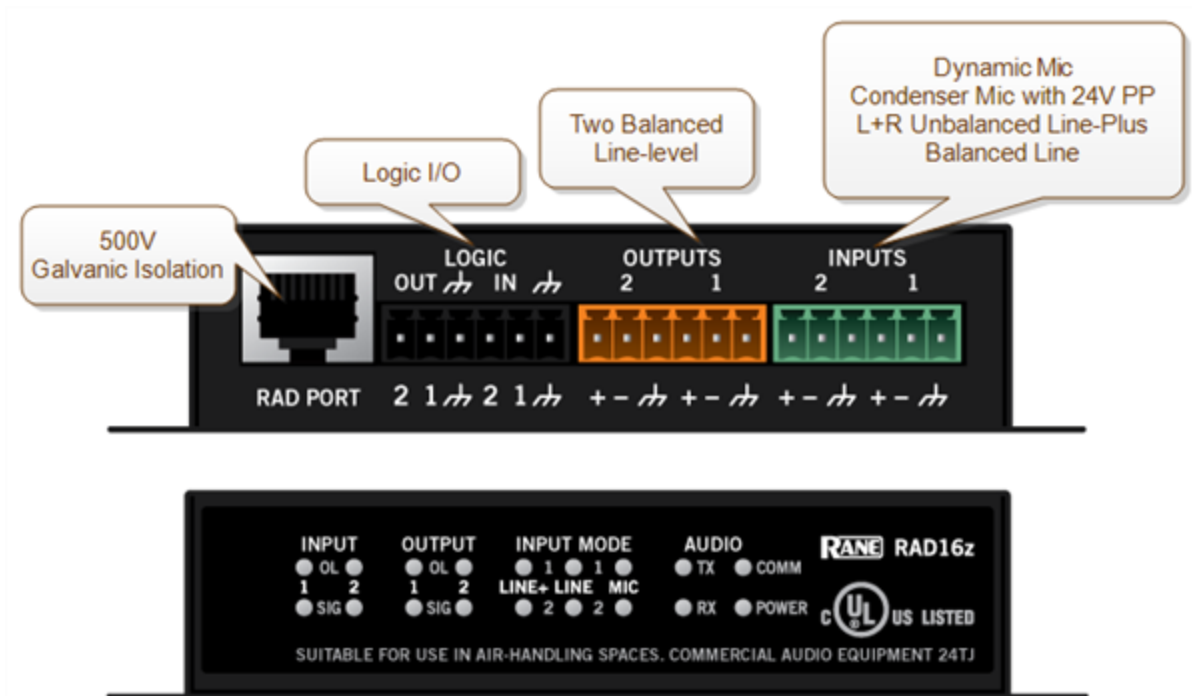 Dynamic Mic
Condenser Mic with 24V PP
L+R Unbalanced Line-Plus
Balanced Line
Two Balanced
Line-level
Logic I/O
500V
Galvanic Isolation
LOGIC
OUT IN
OUTPUTS
2 1
INPUTS
2 1
RAD PORT
2 1 2 1
+ - + -
+ - + -
INPUT
OL
1 2
SIG
OUTPUT
OL
1 2
SIG
INPUT MODE
1 1
LINE+ LINE MIC
2 2
AUDIO
TX COMM
RX POWER
RANE RAD16z
C UL US LISTED
SUITABLE FOR USE IN AIR-HANDLING SPACES. COMMERCIAL AUDIO EQUIPMENT 24TJ